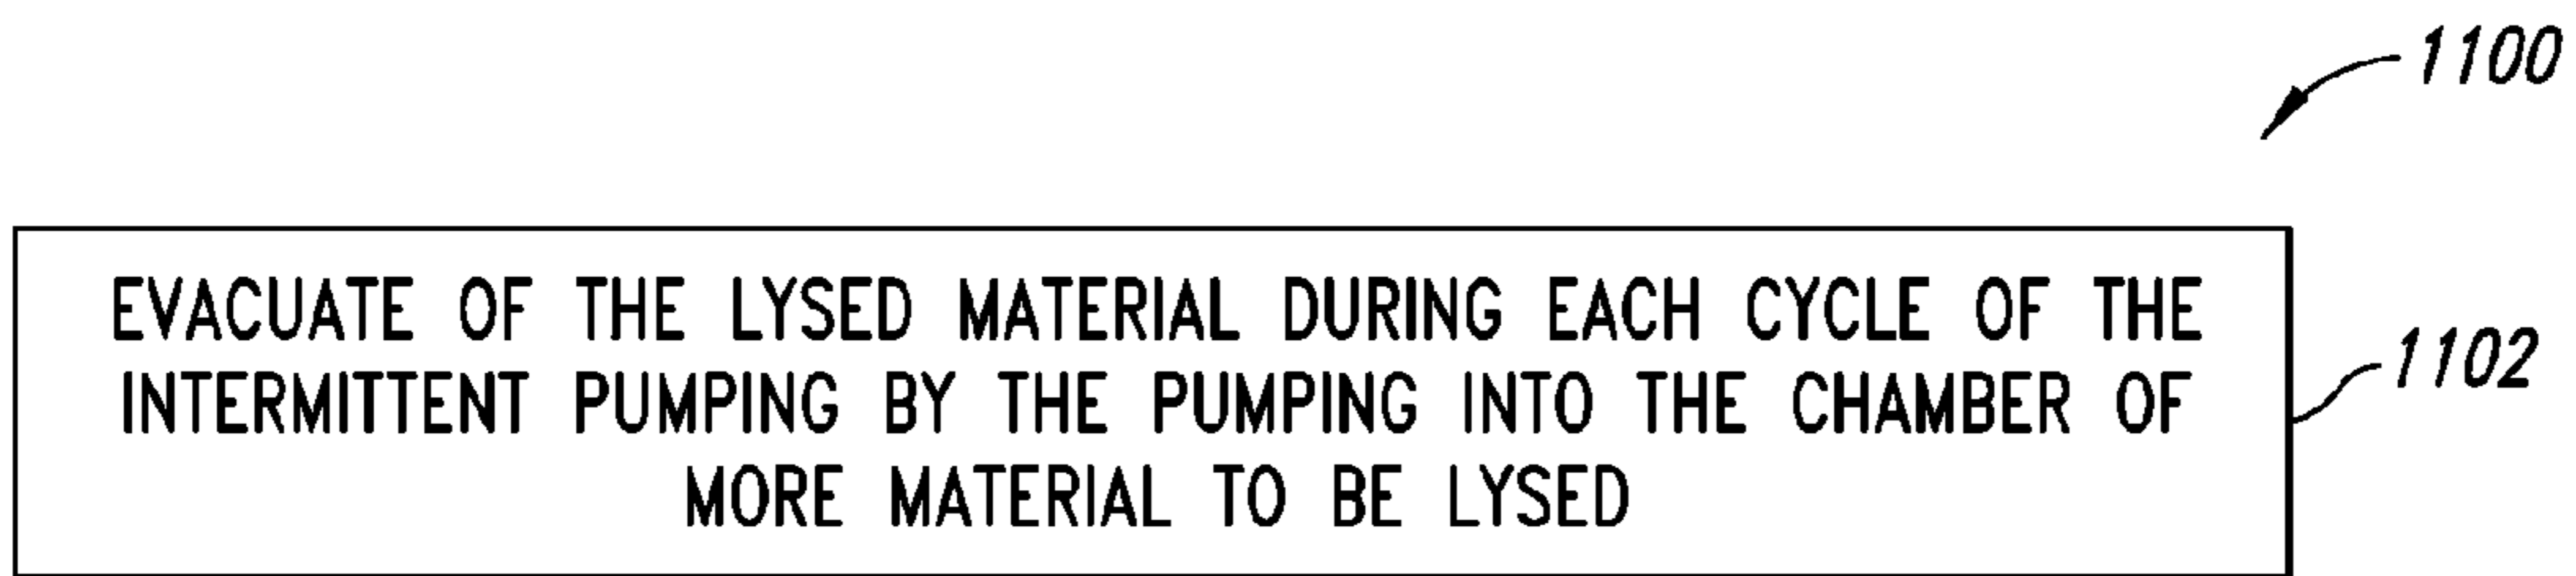 1100
EVACUATE OF THE LYSED MATERIAL DURING EACH CYCLE OF THE
INTERMITTENT PUMPING BY THE PUMPING INTO THE CHAMBER OF
MORE MATERIAL TO BE LYSED
1102